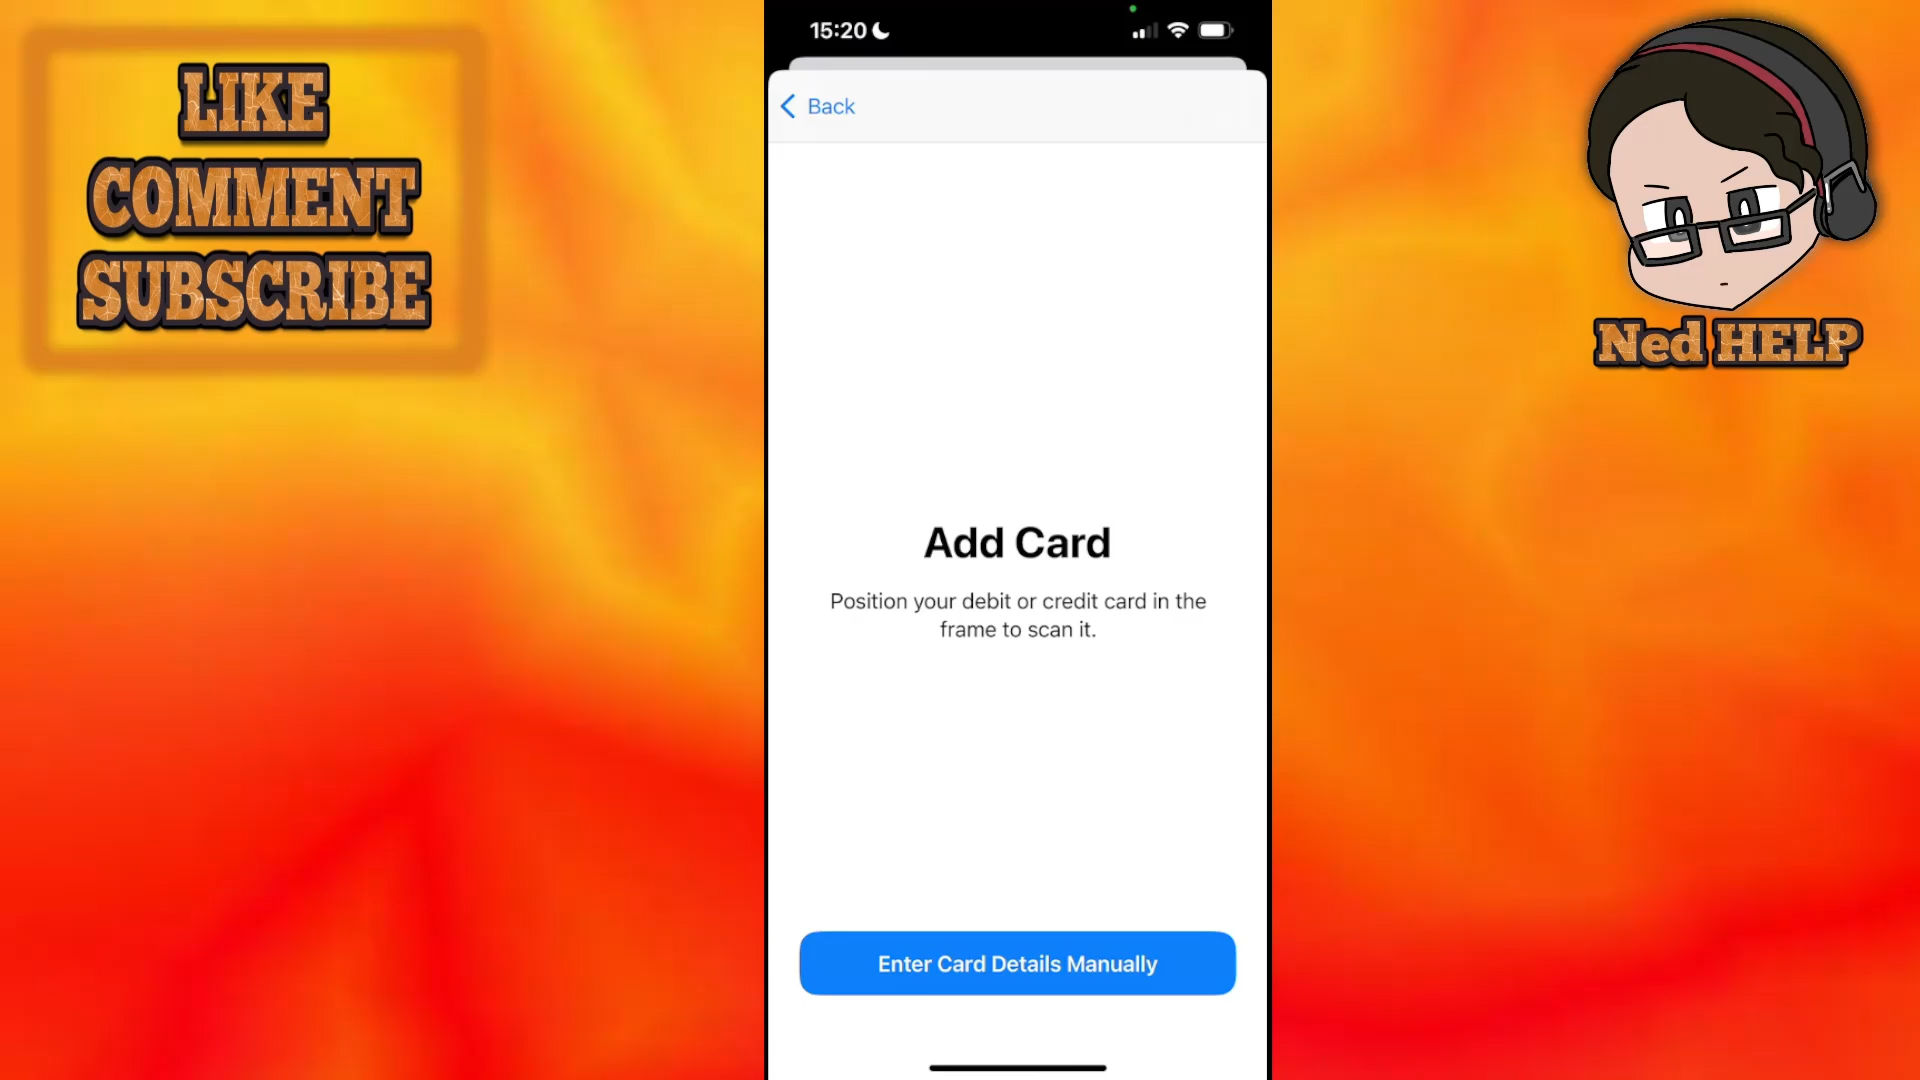 LIKE
COMMENT
SUBSCRIBE
15:20
Back
Add Card
Position your debit or credit card in the
frame to scan it.
Enter Card Details Manually
Ned HELP